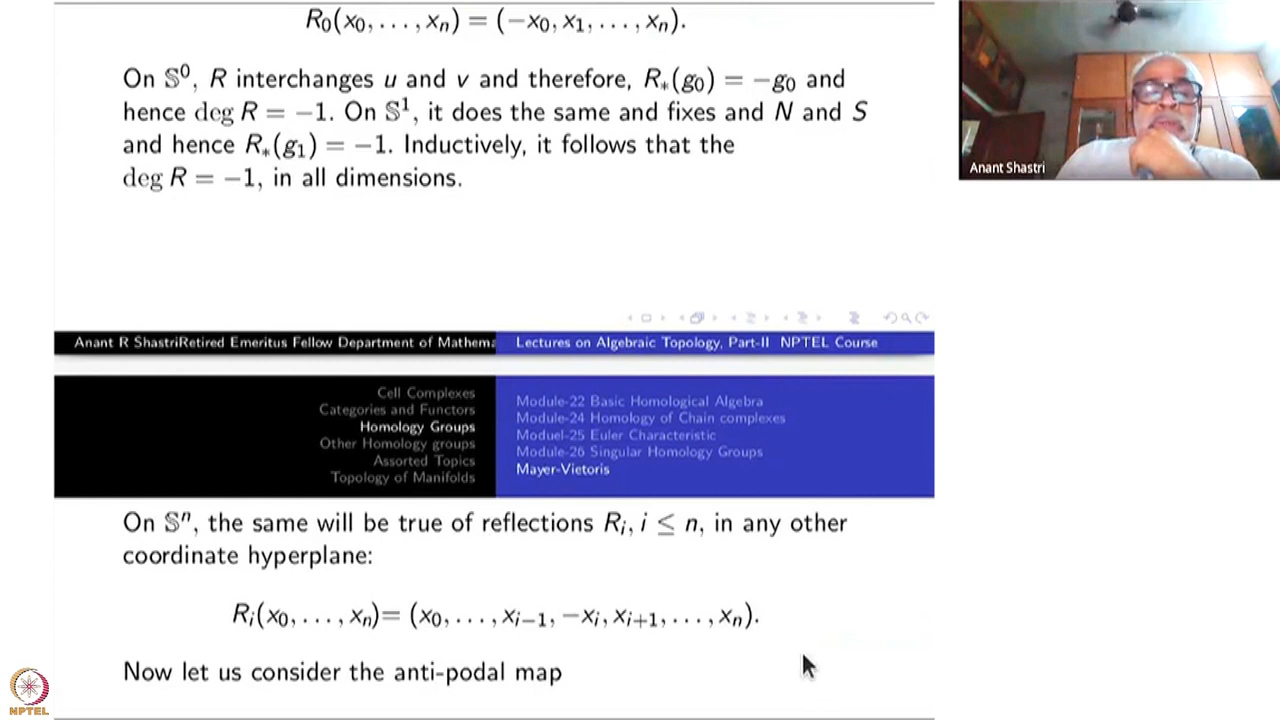 R₀(x₀, . . . , xₙ) = (−x₀, x₁, . . . , xₙ).
On 𝕊⁰, R interchanges u and v and therefore, R∗(g₀) = −g₀ and
hence deg R = −1. On 𝕊¹, it does the same and fixes and N and S
and hence R∗(g₁) = −1. Inductively, it follows that the
deg R = −1, in all dimensions.
Anant Shastri
Anant R ShastriRetired Emeritus Fellow Department of Mathema
Lectures on Algebraic Topology, Part-II NPTEL Course
Cell Complexes
Categories and Functors
Homology Groups
Other Homology groups
Assorted Topics
Topology of Manifolds
Module-22 Basic Homological Algebra
Module-24 Homology of Chain complexes
Moduel-25 Euler Characteristic
Module-26 Singular Homology Groups
Mayer-Vietoris
On 𝕊ⁿ, the same will be true of reflections Rᵢ, i ≤ n, in any other
coordinate hyperplane:
Rᵢ(x₀, . . . , xₙ)= (x₀, . . . , xᵢ₋₁, −xᵢ, xᵢ₊₁, . . . , xₙ).
Now let us consider the anti-podal map
NPTEL